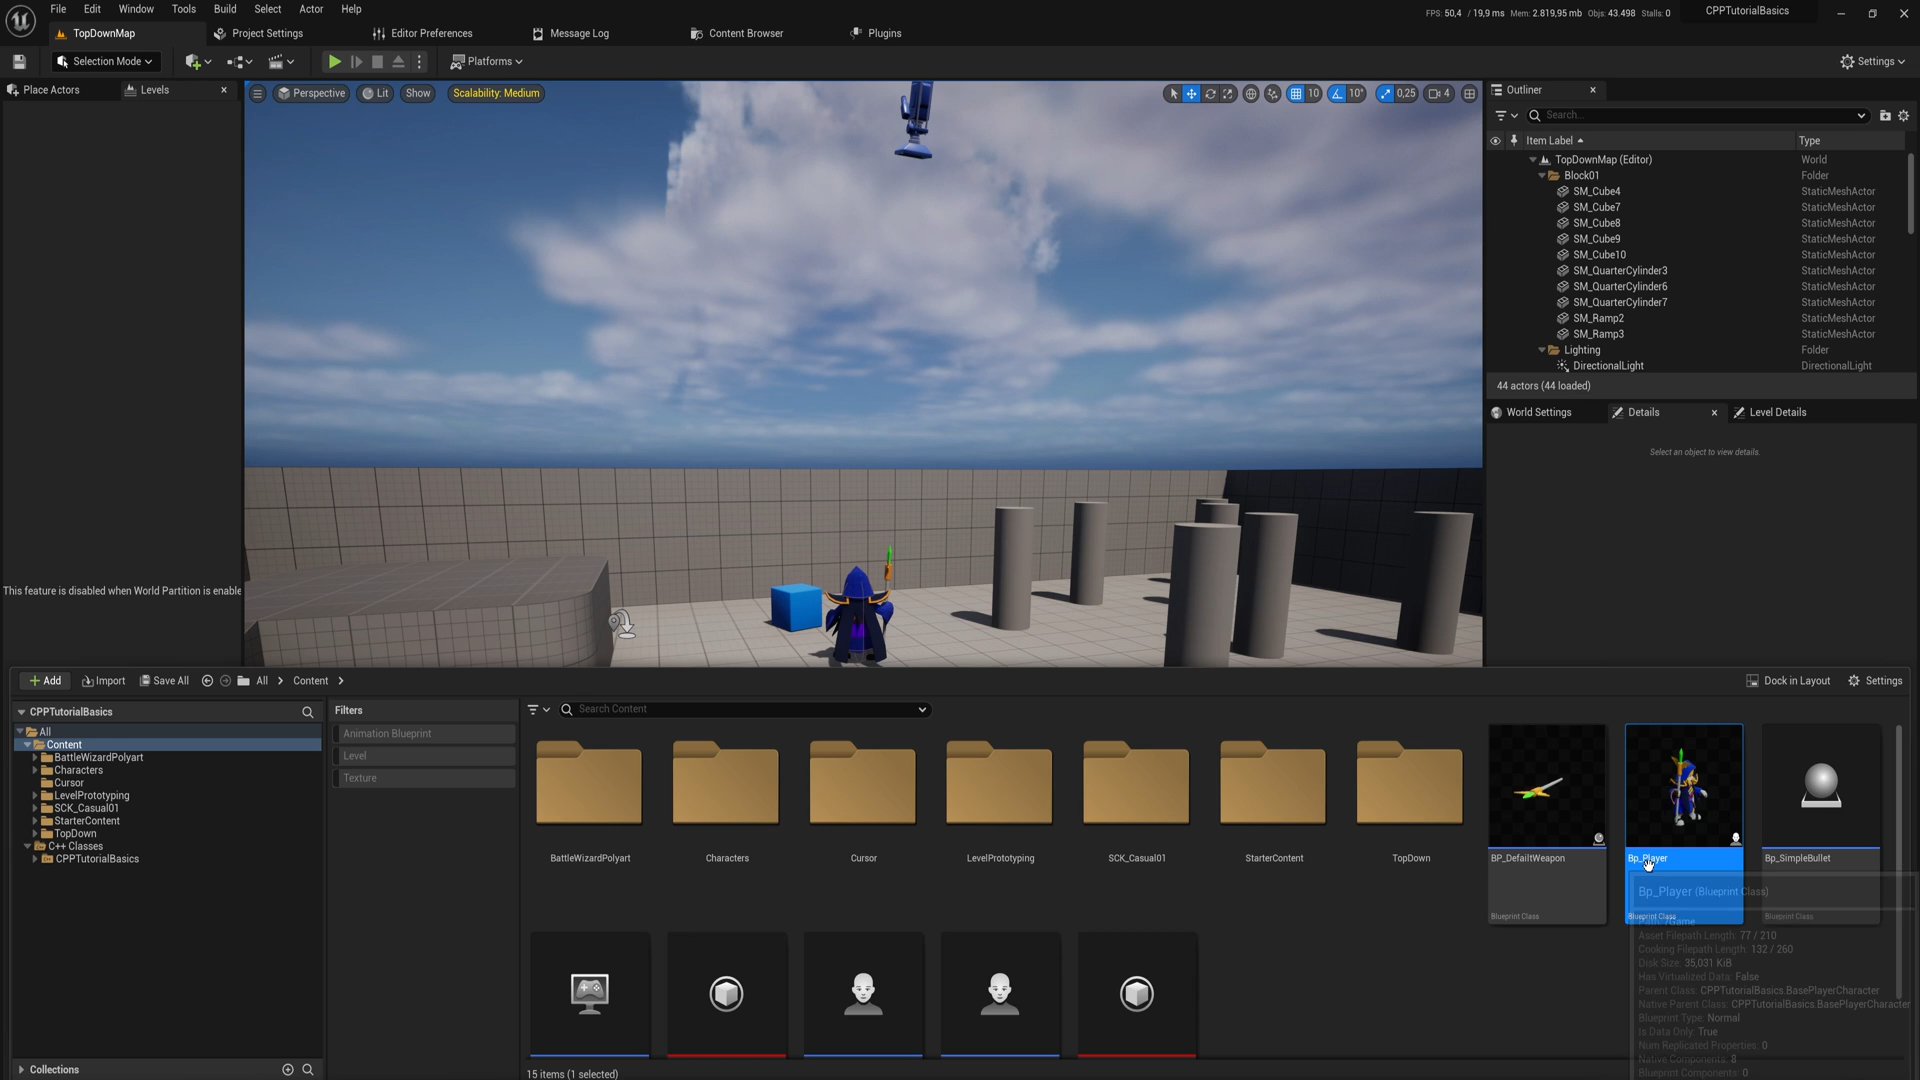 File Edit Window Tools Build Select Actor Help
FPS: 50,4 / 19,9 ms Mem: 2.819,95 mb Objs: 43.498 Stalls: 0
CPPTutorialBasics
TopDownMap
Project Settings
Editor Preferences
Message Log
Content Browser
Plugins
Selection Mode
Platforms
Settings
Place Actors
Levels
Perspective
Lit
Show
Scalability: Medium
10
10°
0,25
4
Outliner
Search...
Item Label
Type
TopDownMap (Editor) World
Block01 Folder
SM_Cube4 StaticMeshActor
SM_Cube7 StaticMeshActor
SM_Cube8 StaticMeshActor
SM_Cube9 StaticMeshActor
SM_Cube10 StaticMeshActor
SM_QuarterCylinder3 StaticMeshActor
SM_QuarterCylinder6 StaticMeshActor
SM_QuarterCylinder7 StaticMeshActor
SM_Ramp2 StaticMeshActor
SM_Ramp3 StaticMeshActor
Lighting Folder
DirectionalLight DirectionalLight
44 actors (44 loaded)
World Settings
Details
Level Details
Select an object to view details.
This feature is disabled when World Partition is enable
Add
Import
Save All
All
Content
Dock in Layout
Settings
CPPTutorialBasics
All
Content
BattleWizardPolyart
Characters
Cursor
LevelPrototyping
SCK_Casual01
StarterContent
TopDown
C++ Classes
CPPTutorialBasics
Collections
Filters
Animation Blueprint
Level
Texture
Search Content
BattleWizardPolyart
Characters
Cursor
LevelPrototyping
SCK_Casual01
StarterContent
TopDown
BP_DefailtWeapon
Blueprint Class
Bp_Player
Blueprint Class
Bp_SimpleBullet
Blueprint Class
Bp_Player (Blueprint Class)
Path: /Game
Asset Filepath Length: 77 / 210
Cooking Filepath Length: 132 / 260
Disk Size: 35,031 KiB
Has Virtualized Data: False
Parent Class: CPPTutorialBasics.BasePlayerCharacter
Native Parent Class: CPPTutorialBasics.BasePlayerCharacter
Blueprint Type: Normal
Is Data Only: True
Num Replicated Properties: 0
Native Components: 8
Blueprint Components: 0
15 items (1 selected)